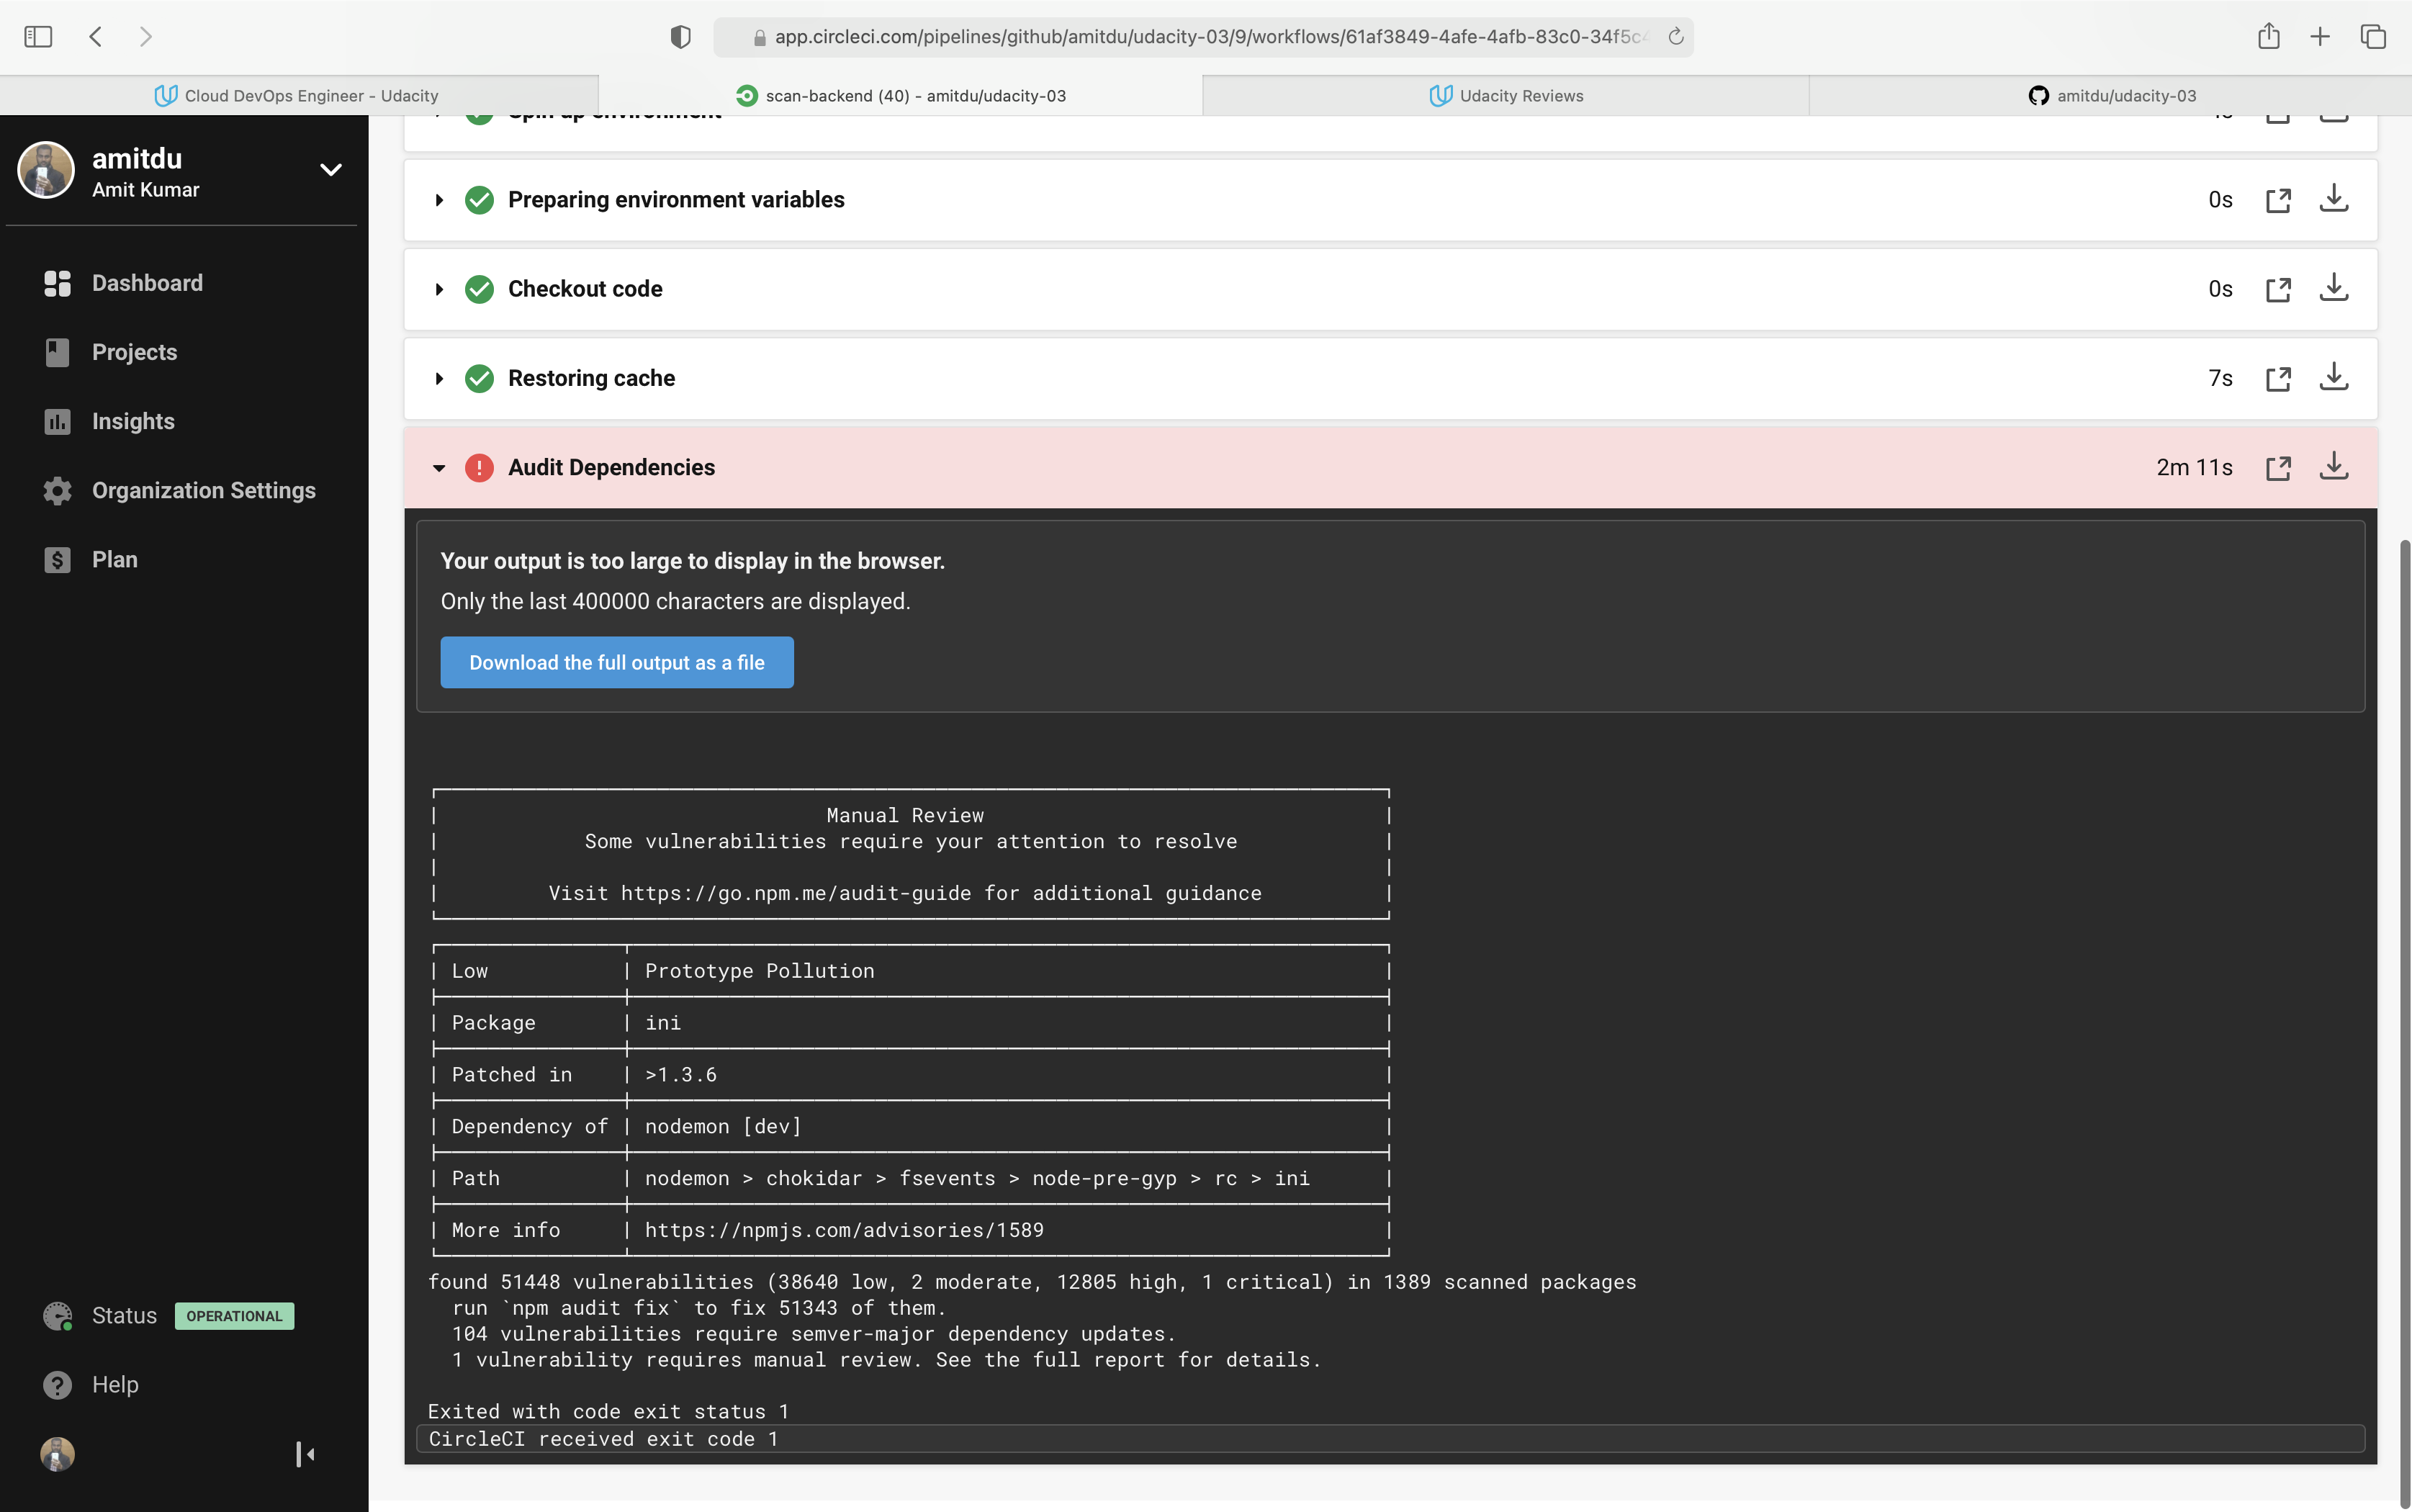 app.circleci.com/pipelines/github/amitdu/udacity-03/9/workflows/61af3849-4afe-4afb-83c0-34f5c4
Cloud DevOps Engineer - Udacity
scan-backend (40) - amitdu/udacity-03
Udacity Reviews
amitdu/udacity-03
amitdu
Amit Kumar
Dashboard
Projects
Insights
Organization Settings
Plan
Status OPERATIONAL
Help
Spin up environment
Preparing environment variables 0s
Checkout code 0s
Restoring cache 7s
Audit Dependencies 2m 11s
Your output is too large to display in the browser.
Only the last 400000 characters are displayed.
Download the full output as a file
Manual Review
Some vulnerabilities require your attention to resolve
Visit https://go.npm.me/audit-guide for additional guidance
Low Prototype Pollution
Package ini
Patched in >1.3.6
Dependency of nodemon [dev]
Path nodemon > chokidar > fsevents > node-pre-gyp > rc > ini
More info https://npmjs.com/advisories/1589
found 51448 vulnerabilities (38640 low, 2 moderate, 12805 high, 1 critical) in 1389 scanned packages
run `npm audit fix` to fix 51343 of them.
104 vulnerabilities require semver-major dependency updates.
1 vulnerability requires manual review. See the full report for details.
Exited with code exit status 1
CircleCI received exit code 1